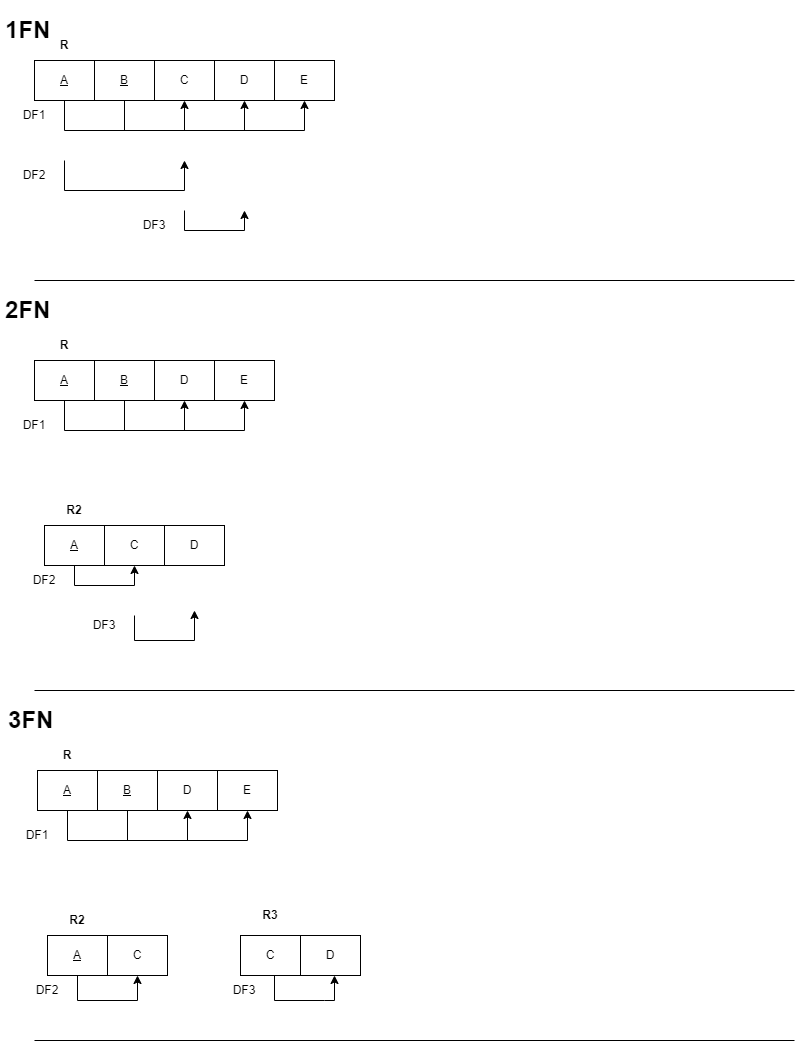 1FN
R
A B C D E
DF1
DF2
DF3
2FN
R
A B D E
DF1
R2
A C D
DF2
DF3
3FN
R
A B D E
DF1
R2 R3
A C C D
DF2 DF3